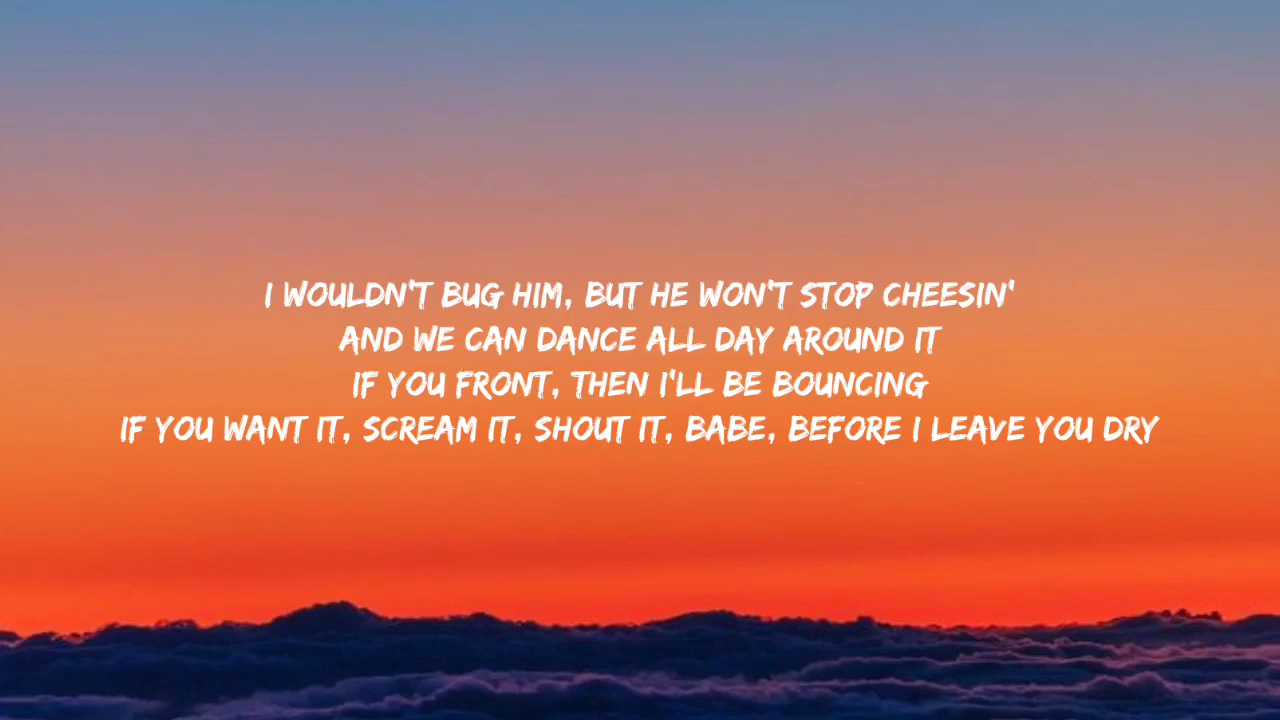 I WOULDN'T BUG HIM, BUT HE WON'T STOP CHEESIN'
AND WE CAN DANCE ALL DAY AROUND IT
IF YOU FRONT, THEN I'LL BE BOUNCING
IF YOU WANT IT, SCREAM IT, SHOUT IT, BABE, BEFORE I LEAVE YOU DRY